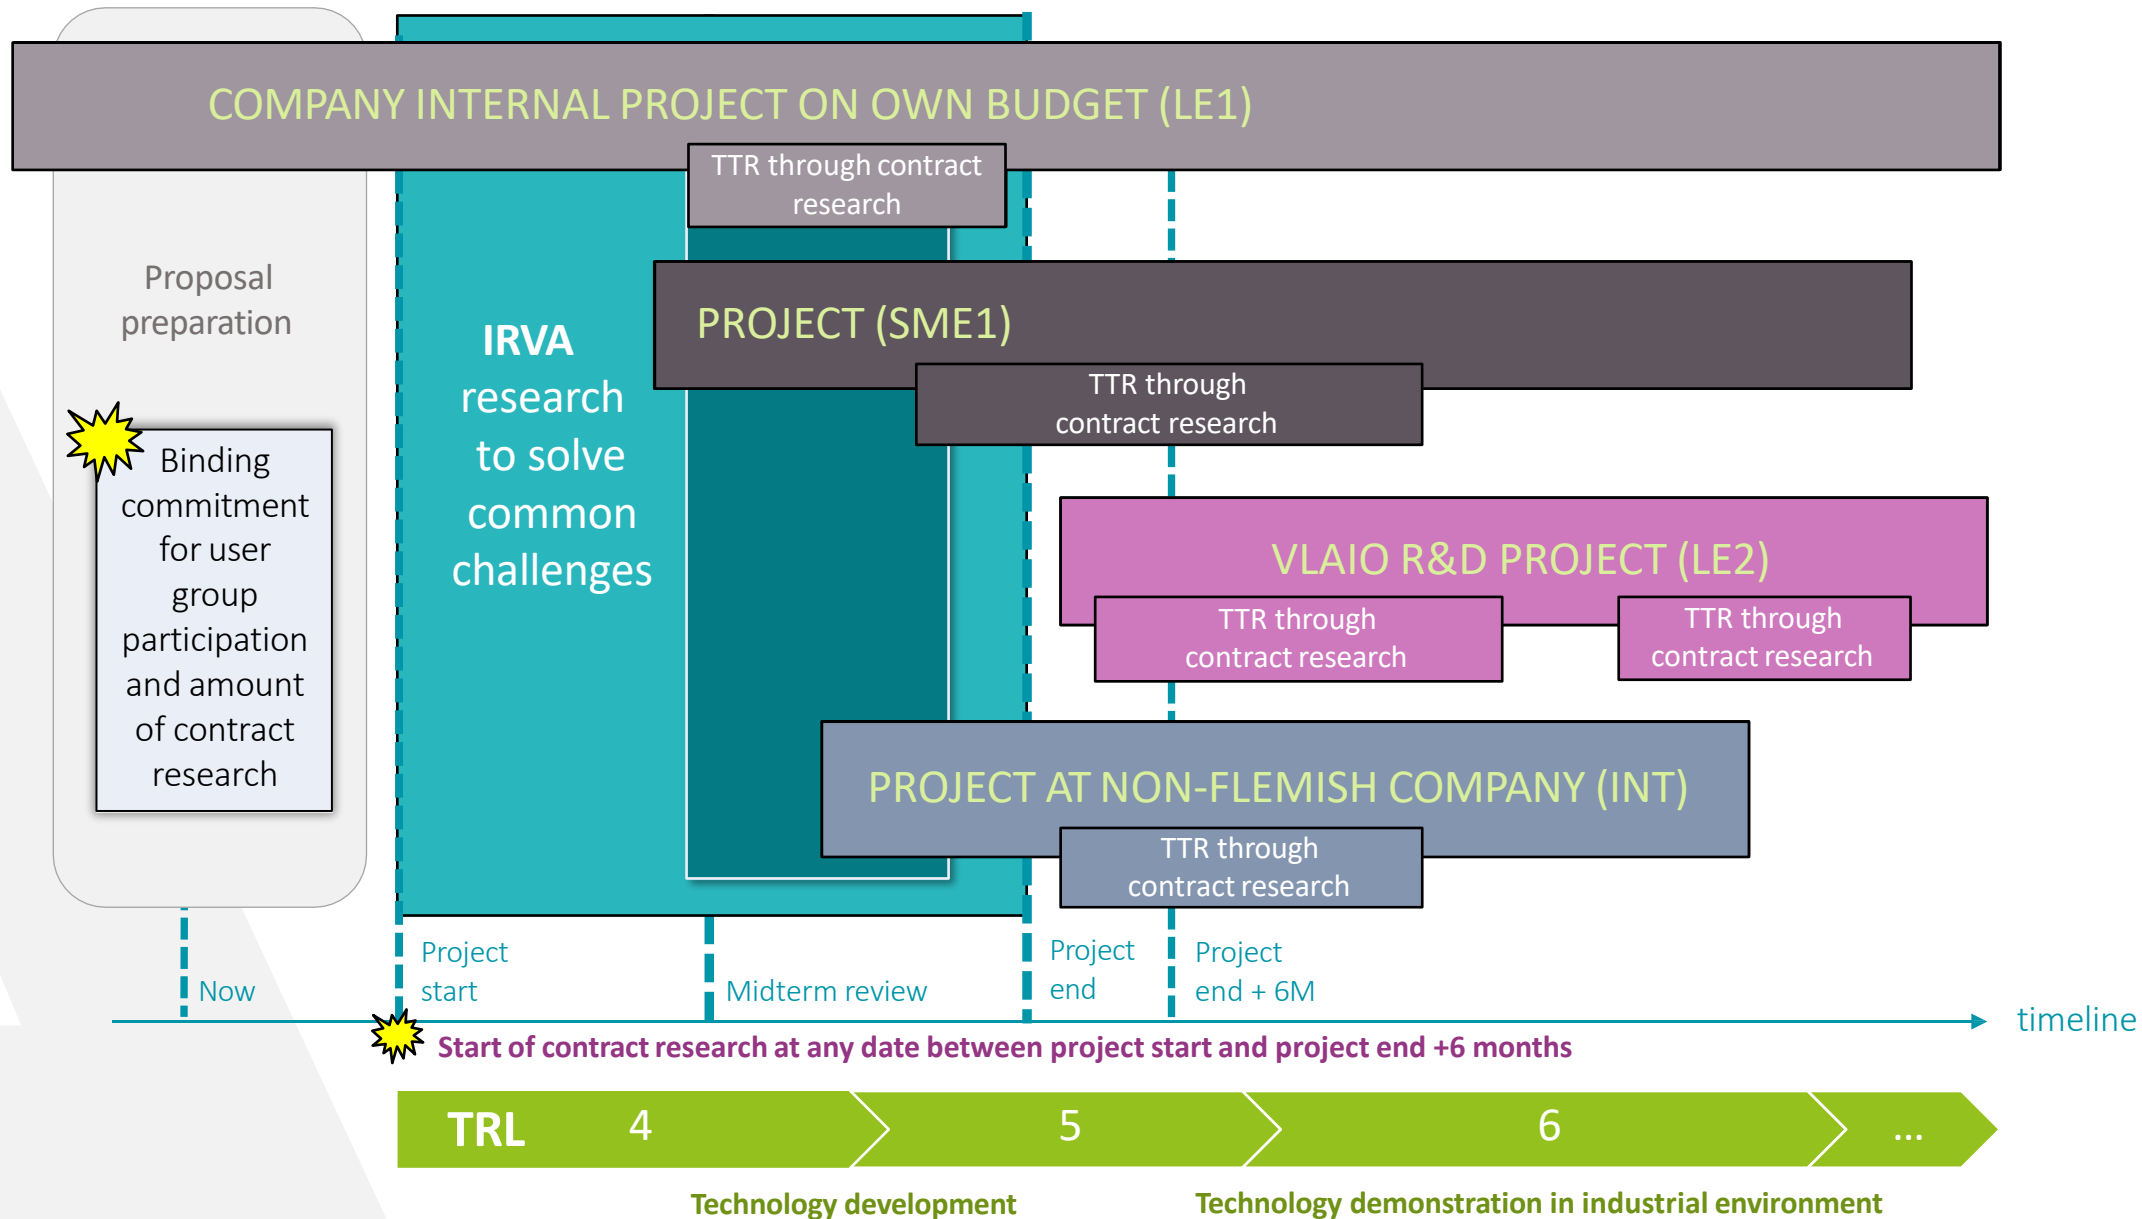 COMPANY INTERNAL PROJECT ON OWN BUDGET (LE1)
TTR through contract
research
Proposal
preparation
Binding
commitment
for user
group
participation
and amount
of contract
research
IRVA
research
to solve
common
challenges
PROJECT (SME1)
TTR through
contract research
VLAIO R&D PROJECT (LE2)
TTR through
contract research
TTR through
contract research
PROJECT AT NON-FLEMISH COMPANY (INT)
TTR through
contract research
Now
Project
start
Midterm review
Project
end
Project
end + 6M
timeline
Start of contract research at any date between project start and project end +6 months
TRL 4 5 6 ...
Technology development
Technology demonstration in industrial environment